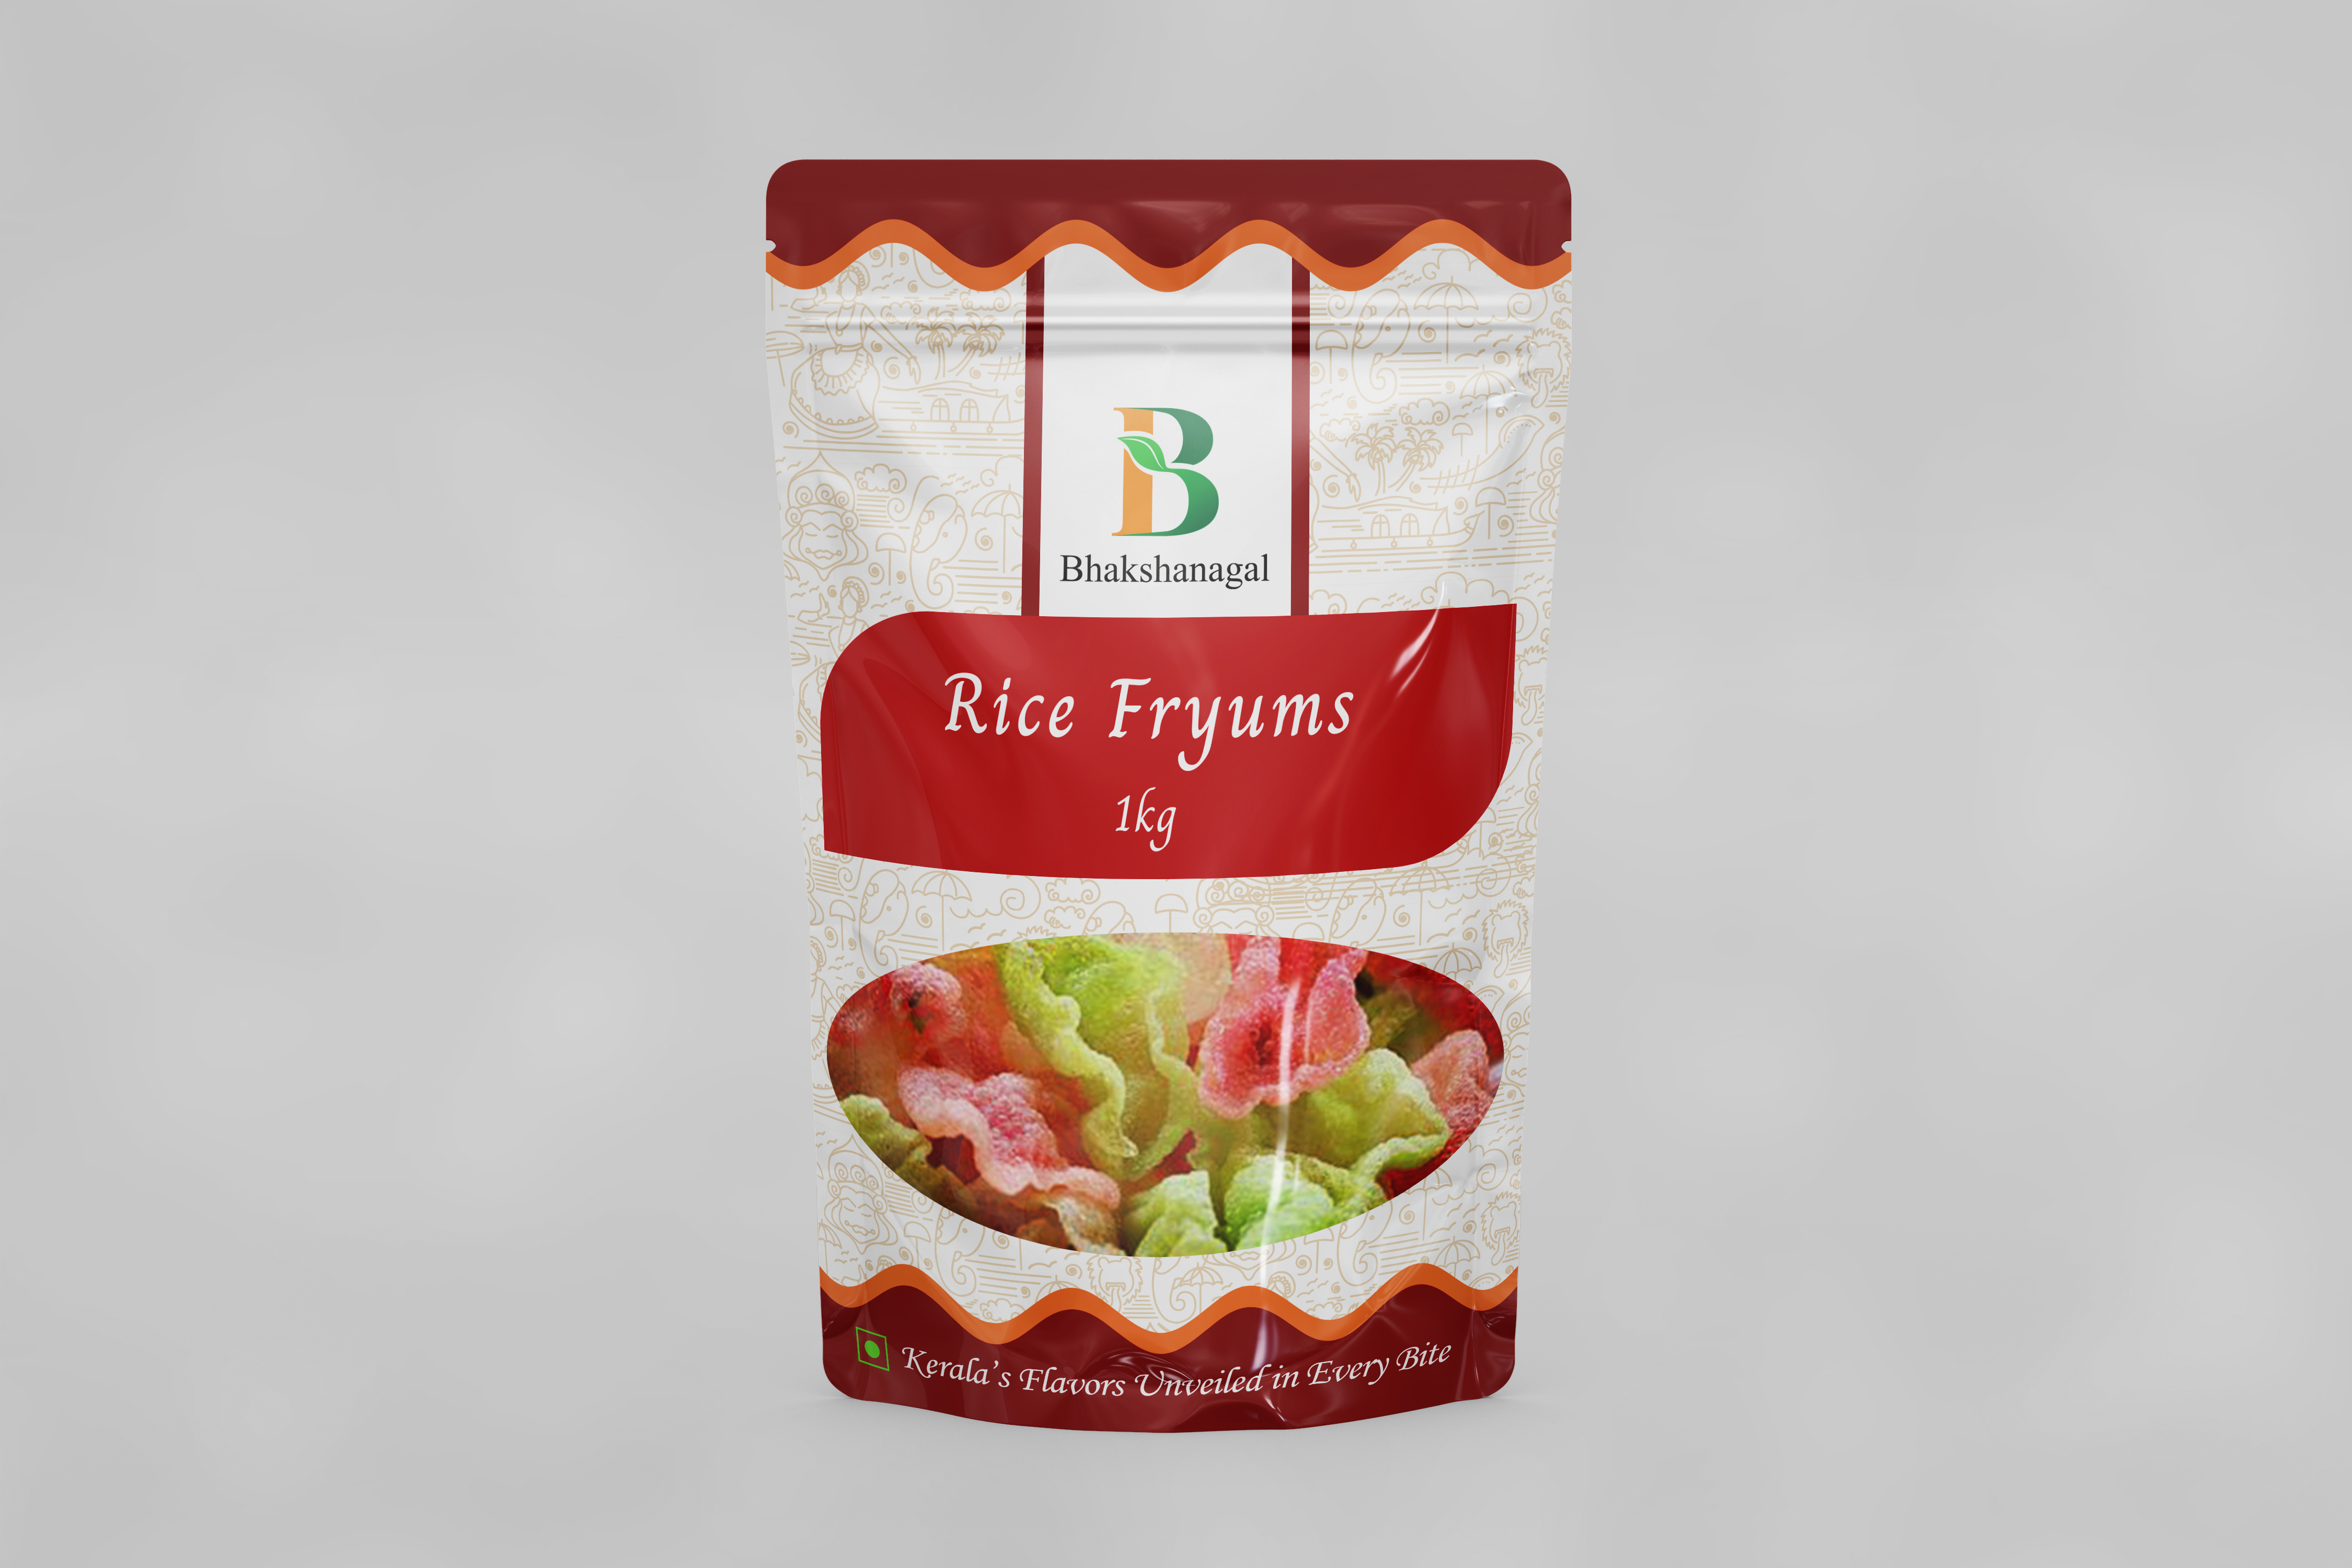 Bhakshanagal
Rice Fryums
1kg
Kerala's Flavors Unveiled in Every Bite